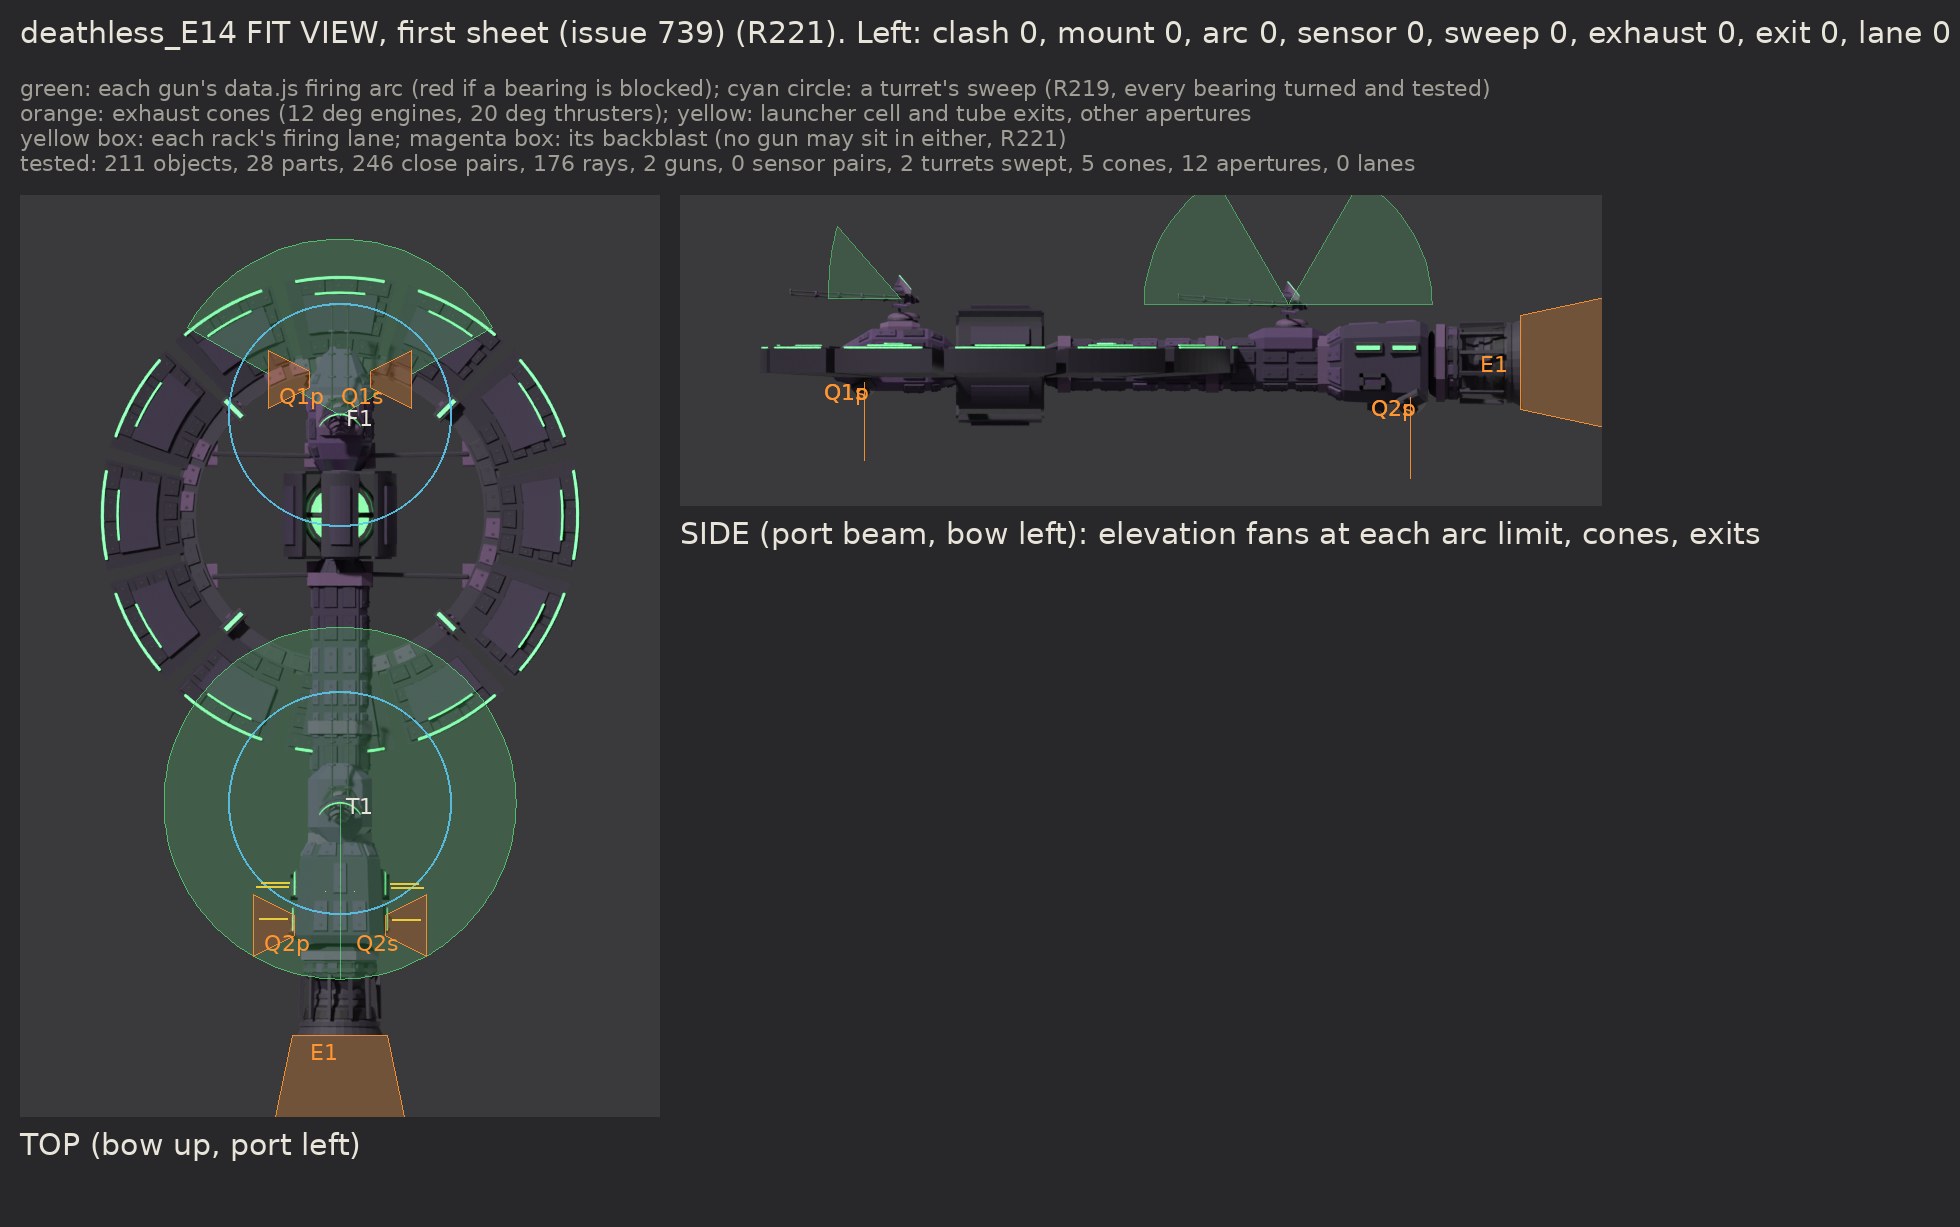 deathless_E14 FIT VIEW, first sheet (issue 739) (R221). Left: clash 0, mount 0, arc 0, sensor 0, sweep 0, exhaust 0, exit 0, lane 0
green: each gun's data.js firing arc (red if a bearing is blocked); cyan circle: a turret's sweep (R219, every bearing turned and tested)
orange: exhaust cones (12 deg engines, 20 deg thrusters); yellow: launcher cell and tube exits, other apertures
yellow box: each rack's firing lane; magenta box: its backblast (no gun may sit in either, R221)
tested: 211 objects, 28 parts, 246 close pairs, 176 rays, 2 guns, 0 sensor pairs, 2 turrets swept, 5 cones, 12 apertures, 0 lanes
Q1p Q1s
F1
T1
Q2p Q2s
E1
TOP (bow up, port left)
E1
Q1p
Q2p
SIDE (port beam, bow left): elevation fans at each arc limit, cones, exits